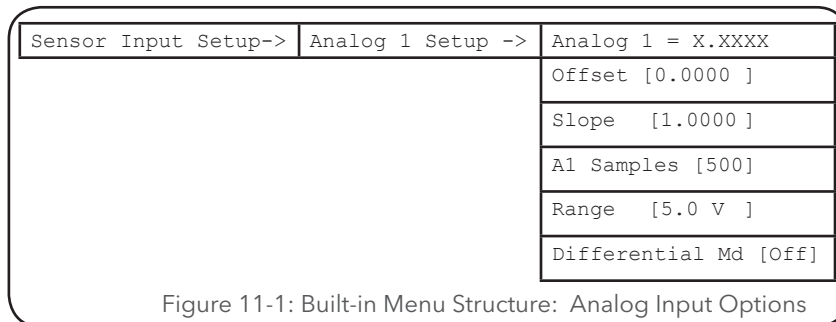 Sensor Input Setup-> Analog 1 Setup -> Analog 1 = X.XXXX
Offset [0.0000 ]
Slope [1.0000 ]
A1 Samples [500]
Range [5.0 V ]
Differential Md [Off]
Figure 11-1: Built-in Menu Structure: Analog Input Options